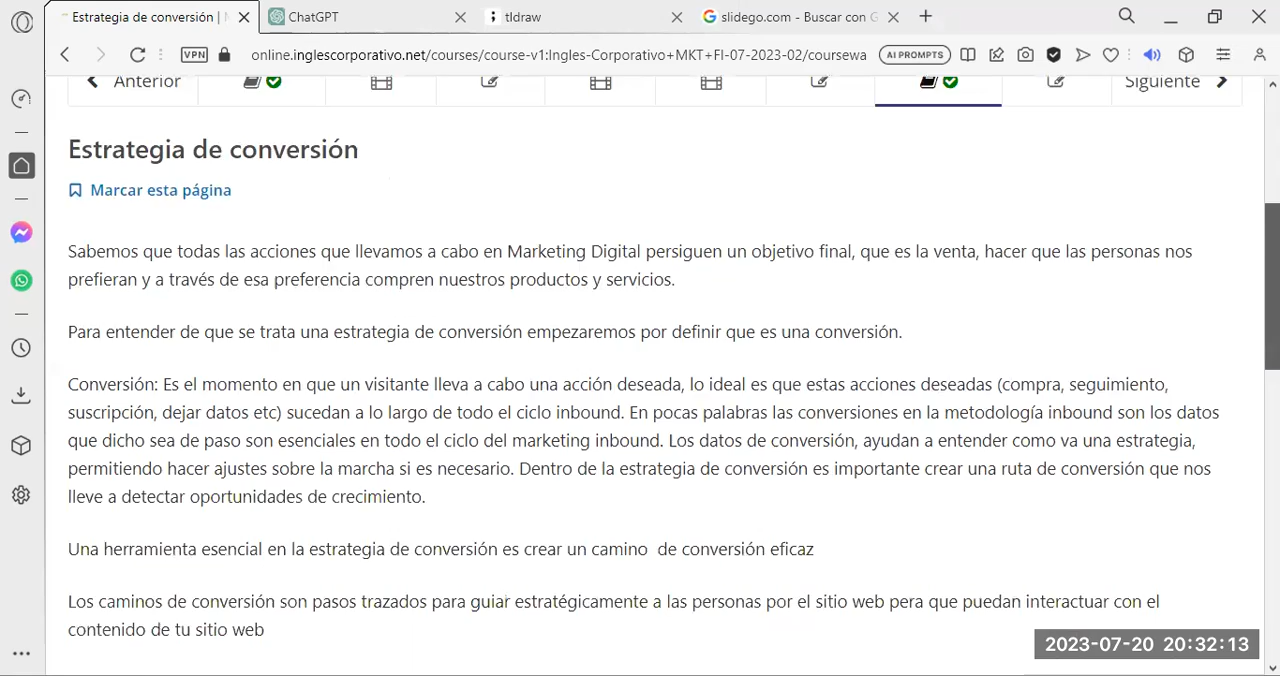 Estrategia de conversión |
ChatGPT
tldraw
slidego.com - Buscar con G
VPN
online.inglescorporativo.net/courses/course-v1:Ingles-Corporativo+MKT+FI-07-2023-02/coursewa
AI PROMPTS
Anterior
Siguiente
Estrategia de conversión
Marcar esta página
Sabemos que todas las acciones que llevamos a cabo en Marketing Digital persiguen un objetivo final, que es la venta, hacer que las personas nos
prefieran y a través de esa preferencia compren nuestros productos y servicios.
Para entender de que se trata una estrategia de conversión empezaremos por definir que es una conversión.
Conversión: Es el momento en que un visitante lleva a cabo una acción deseada, lo ideal es que estas acciones deseadas (compra, seguimiento,
suscripción, dejar datos etc) sucedan a lo largo de todo el ciclo inbound. En pocas palabras las conversiones en la metodología inbound son los datos
que dicho sea de paso son esenciales en todo el ciclo del marketing inbound. Los datos de conversión, ayudan a entender como va una estrategia,
permitiendo hacer ajustes sobre la marcha si es necesario. Dentro de la estrategia de conversión es importante crear una ruta de conversión que nos
lleve a detectar oportunidades de crecimiento.
Una herramienta esencial en la estrategia de conversión es crear un camino  de conversión eficaz
Los caminos de conversión son pasos trazados para guiar estratégicamente a las personas por el sitio web pera que puedan interactuar con el
contenido de tu sitio web
2023-07-20 20:32:13